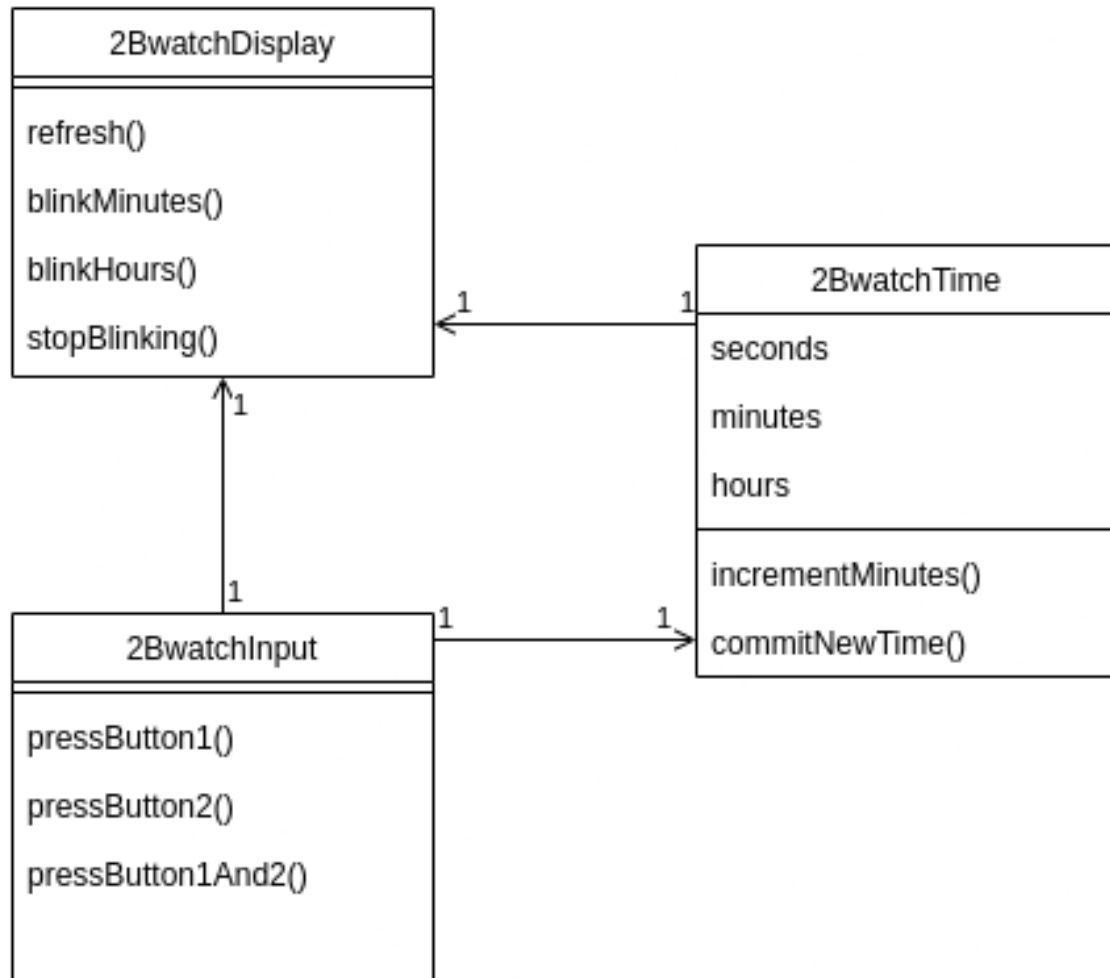 2BwatchDisplay
refresh()
blinkMinutes()
blinkHours()
stopBlinking()
1
1
2BwatchTime
seconds
minutes
hours
incrementMinutes()
commitNewTime()
1
1
1
1
2BwatchInput
pressButton1()
pressButton2()
pressButton1And2()